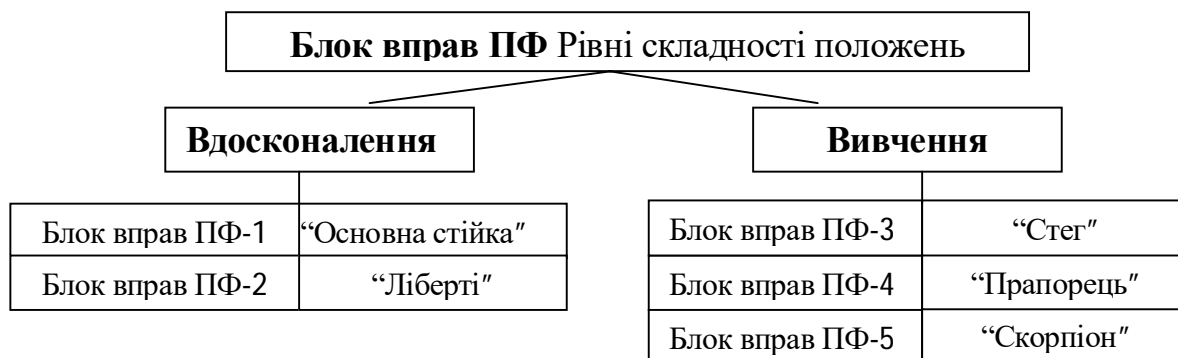 Блок вправ ПФ Рівні складності положень
Вдосконалення
Вивчення
Блок вправ ПФ-1 “Основна стійка”
Блок вправ ПФ-2 “Ліберті”
Блок вправ ПФ-3 “Стег”
Блок вправ ПФ-4 “Прапорець”
Блок вправ ПФ-5 “Скорпіон”